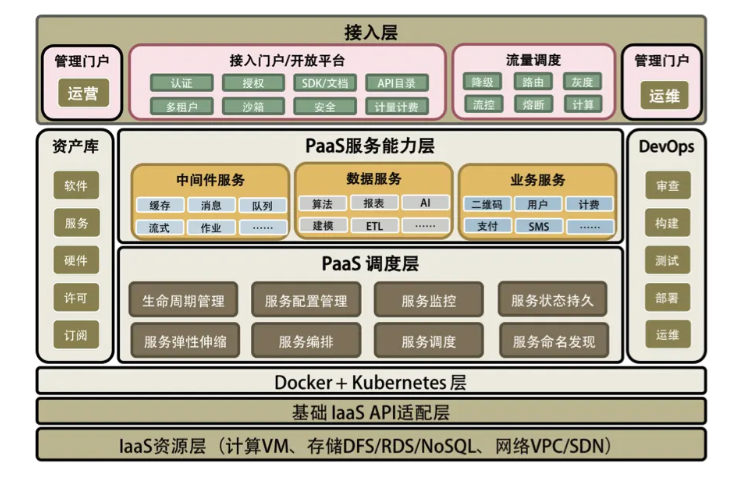 接入层
管理门户
运营
接入门户/开放平台
认证 授权 SDK/文档 API目录
多租户 沙箱 安全 计量计费
流量调度
降级 路由 灰度
流控 熔断 计算
管理门户
运维
资产库
软件
服务
硬件
许可
订阅
PaaS服务能力层
中间件服务
缓存 消息 队列
流式 作业 ……
数据服务
算法 报表 AI
建模 ETL ……
业务服务
二维码 用户 计费
支付 SMS ……
PaaS 调度层
生命周期管理 服务配置管理 服务监控 服务状态持久
服务弹性伸缩 服务编排 服务调度 服务命名发现
DevOps
审查
构建
测试
部署
运维
Docker + Kubernetes 层
基础 IaaS API适配层
IaaS资源层（计算VM、存储DFS/RDS/NoSQL、网络VPC/SDN）